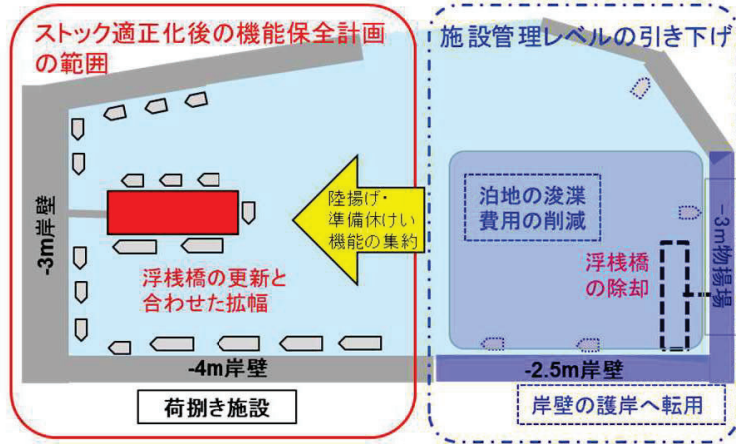 ストック適正化後の機能保全計画
の範囲
施設管理レベルの引き下げ
-3m岸壁
陸揚げ・
準備休けい
機能の集約
浮桟橋の更新と
合わせた拡幅
-4m岸壁
荷捌き施設
泊地の浚渫
費用の削減
浮桟橋
の除却
-3m物揚場
-2.5m岸壁
岸壁の護岸へ転用